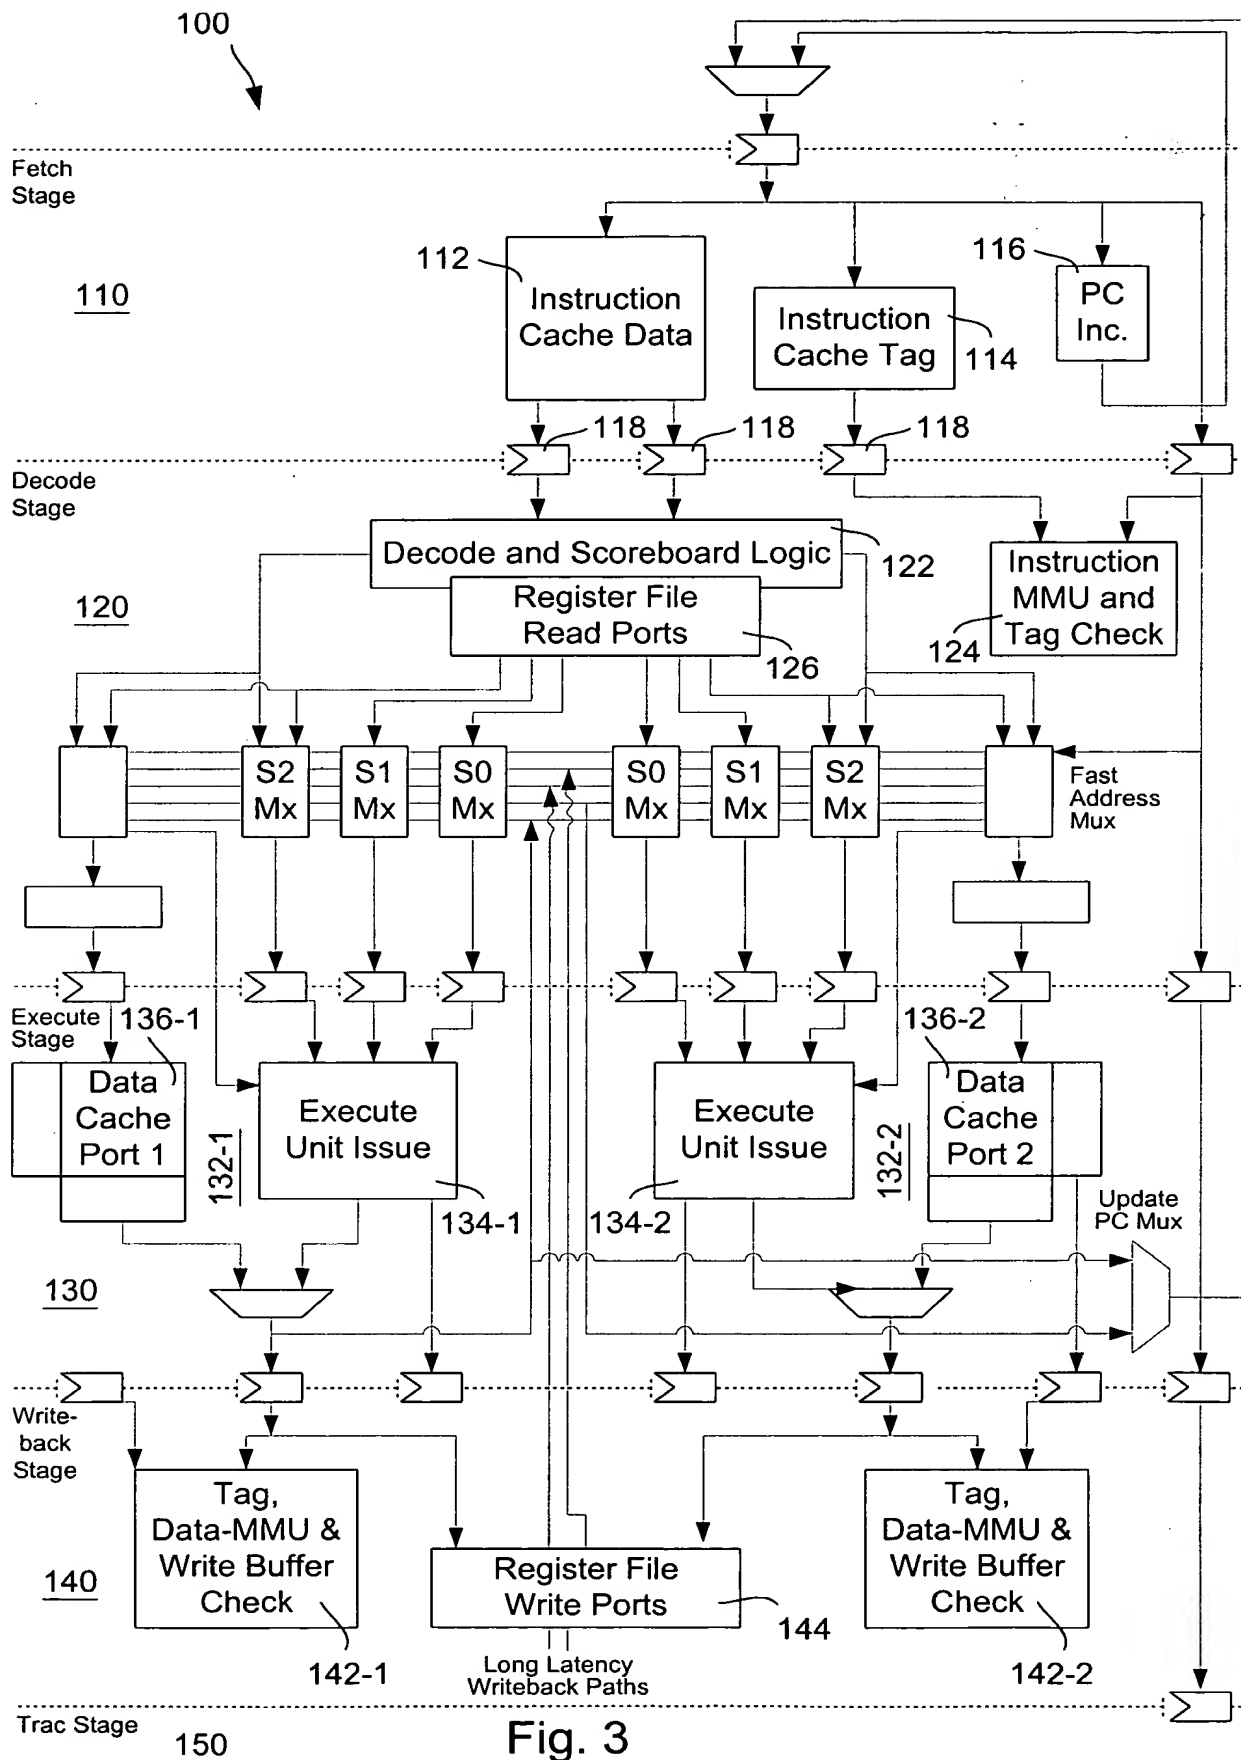 100
Fetch
Stage
110
112
Instruction
Cache Data
Instruction
Cache Tag
114
116
PC
Inc.
118
118
118
Decode
Stage
Decode and Scoreboard Logic
122
Register File
Read Ports
126
120
Instruction
MMU and
Tag Check
124
S2
Mx
S1
Mx
S0
Mx
S0
Mx
S1
Mx
S2
Mx
Fast
Address
Mux
Execute
Stage
136-1
Data
Cache
Port 1
132-1
Execute
Unit Issue
134-1
Execute
Unit Issue
134-2
132-2
136-2
Data
Cache
Port 2
Update
PC Mux
130
Write-
back
Stage
Tag,
Data-MMU &
Write Buffer
Check
142-1
Register File
Write Ports
144
Tag,
Data-MMU &
Write Buffer
Check
142-2
140
Long Latency
Writeback Paths
Trac Stage
150
Fig. 3